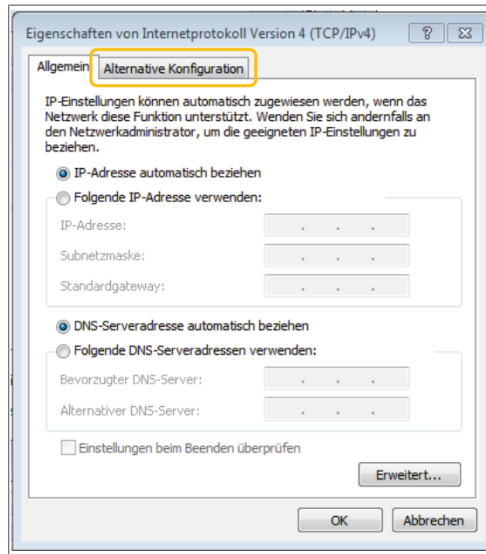 Eigenschaften von Internetprotokoll Version 4 (TCP/IPv4)
Allgemein
Alternative Konfiguration
IP-Einstellungen können automatisch zugewiesen werden, wenn das
Netzwerk diese Funktion unterstützt. Wenden Sie sich andernfalls an
den Netzwerkadministrator, um die geeigneten IP-Einstellungen zu
beziehen.
IP-Adresse automatisch beziehen
Folgende IP-Adresse verwenden:
IP-Adresse:
Subnetzmaske:
Standardgateway:
DNS-Serveradresse automatisch beziehen
Folgende DNS-Serveradressen verwenden:
Bevorzugter DNS-Server:
Alternativer DNS-Server:
Einstellungen beim Beenden überprüfen
Erweitert...
OK
Abbrechen